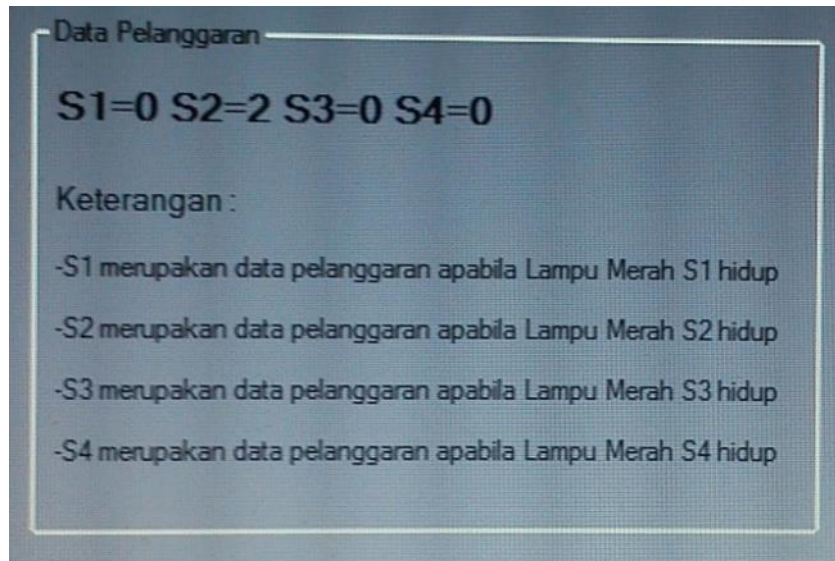 Data Pelanggaran
S1=0 S2=2 S3=0 S4=0
Keterangan :
-S1 merupakan data pelanggaran apabila Lampu Merah S1 hidup
-S2 merupakan data pelanggaran apabila Lampu Merah S2 hidup
-S3 merupakan data pelanggaran apabila Lampu Merah S3 hidup
-S4 merupakan data pelanggaran apabila Lampu Merah S4 hidup